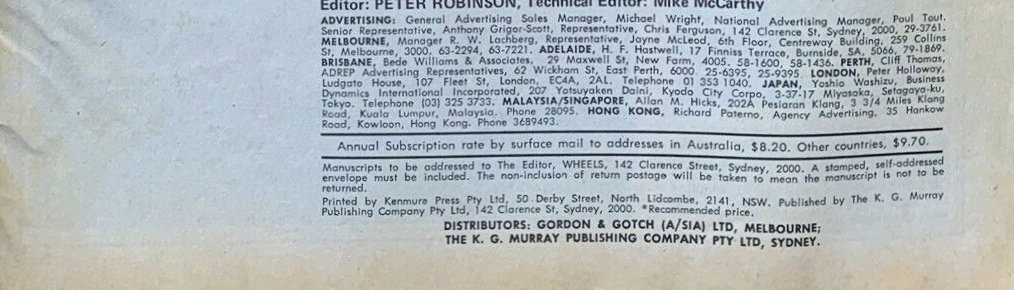 Editor: PETER ROBINSON, Technical Editor: Mike McCarthy
ADVERTISING: General Advertising Sales Manager, Michael Wright, National Advertising Manager, Paul Tout.
Senior Representative, Anthony Grigor-Scott, Representative, Chris Ferguson, 142 Clarence St, Sydney, 2000, 29-3761.
MELBOURNE, Manager R. W. Lachberg, Representative, Jayne McLeod, 6th Floor, Centreway Building, 259 Collins
St, Melbourne, 3000. 63-2294, 63-7221. ADELAIDE, H. F. Hastwell, 17 Finniss Terrace, Burnside, SA, 5066, 79-1869.
BRISBANE, Bede Williams & Associates, 29 Maxwell St, New Farm, 4005. 58-1600, 58-1436. PERTH, Cliff Thomas,
ADREP Advertising Representatives, 62 Wickham St, East Perth, 6000. 25-6395, 25-9395. LONDON, Peter Holloway,
Ludgate House, 107 Fleet St, London, EC4A, 2AL. Telephone 01 353 1040. JAPAN, Yoshio Washizu, Business
Dynamics International Incorporated, 207 Yotsuyaken Daini, Kyodo City Corpo, 3-37-17 Miyasaka, Setagaya-ku,
Tokyo. Telephone (03) 325 3733. MALAYSIA/SINGAPORE, Allan M. Hicks, 202A Pesiaran Klang, 3 3/4 Miles Klang
Road, Kuala Lumpur, Malaysia. Phone 28095. HONG KONG, Richard Paterno, Agency Advertising, 35 Hankow
Road, Kowloon, Hong Kong. Phone 3689493.
Annual Subscription rate by surface mail to addresses in Australia, $8.20. Other countries, $9.70.
Manuscripts to be addressed to The Editor, WHEELS, 142 Clarence Street, Sydney, 2000. A stamped, self-addressed
envelope must be included. The non-inclusion of return postage will be taken to mean the manuscript is not to be
returned.
Printed by Kenmure Press Pty Ltd, 50 Derby Street, North Lidcombe, 2141, NSW. Published by The K. G. Murray
Publishing Company Pty Ltd, 142 Clarence St, Sydney, 2000. *Recommended price.
DISTRIBUTORS: GORDON & GOTCH (A/SIA) LTD, MELBOURNE;
THE K. G. MURRAY PUBLISHING COMPANY PTY LTD, SYDNEY.